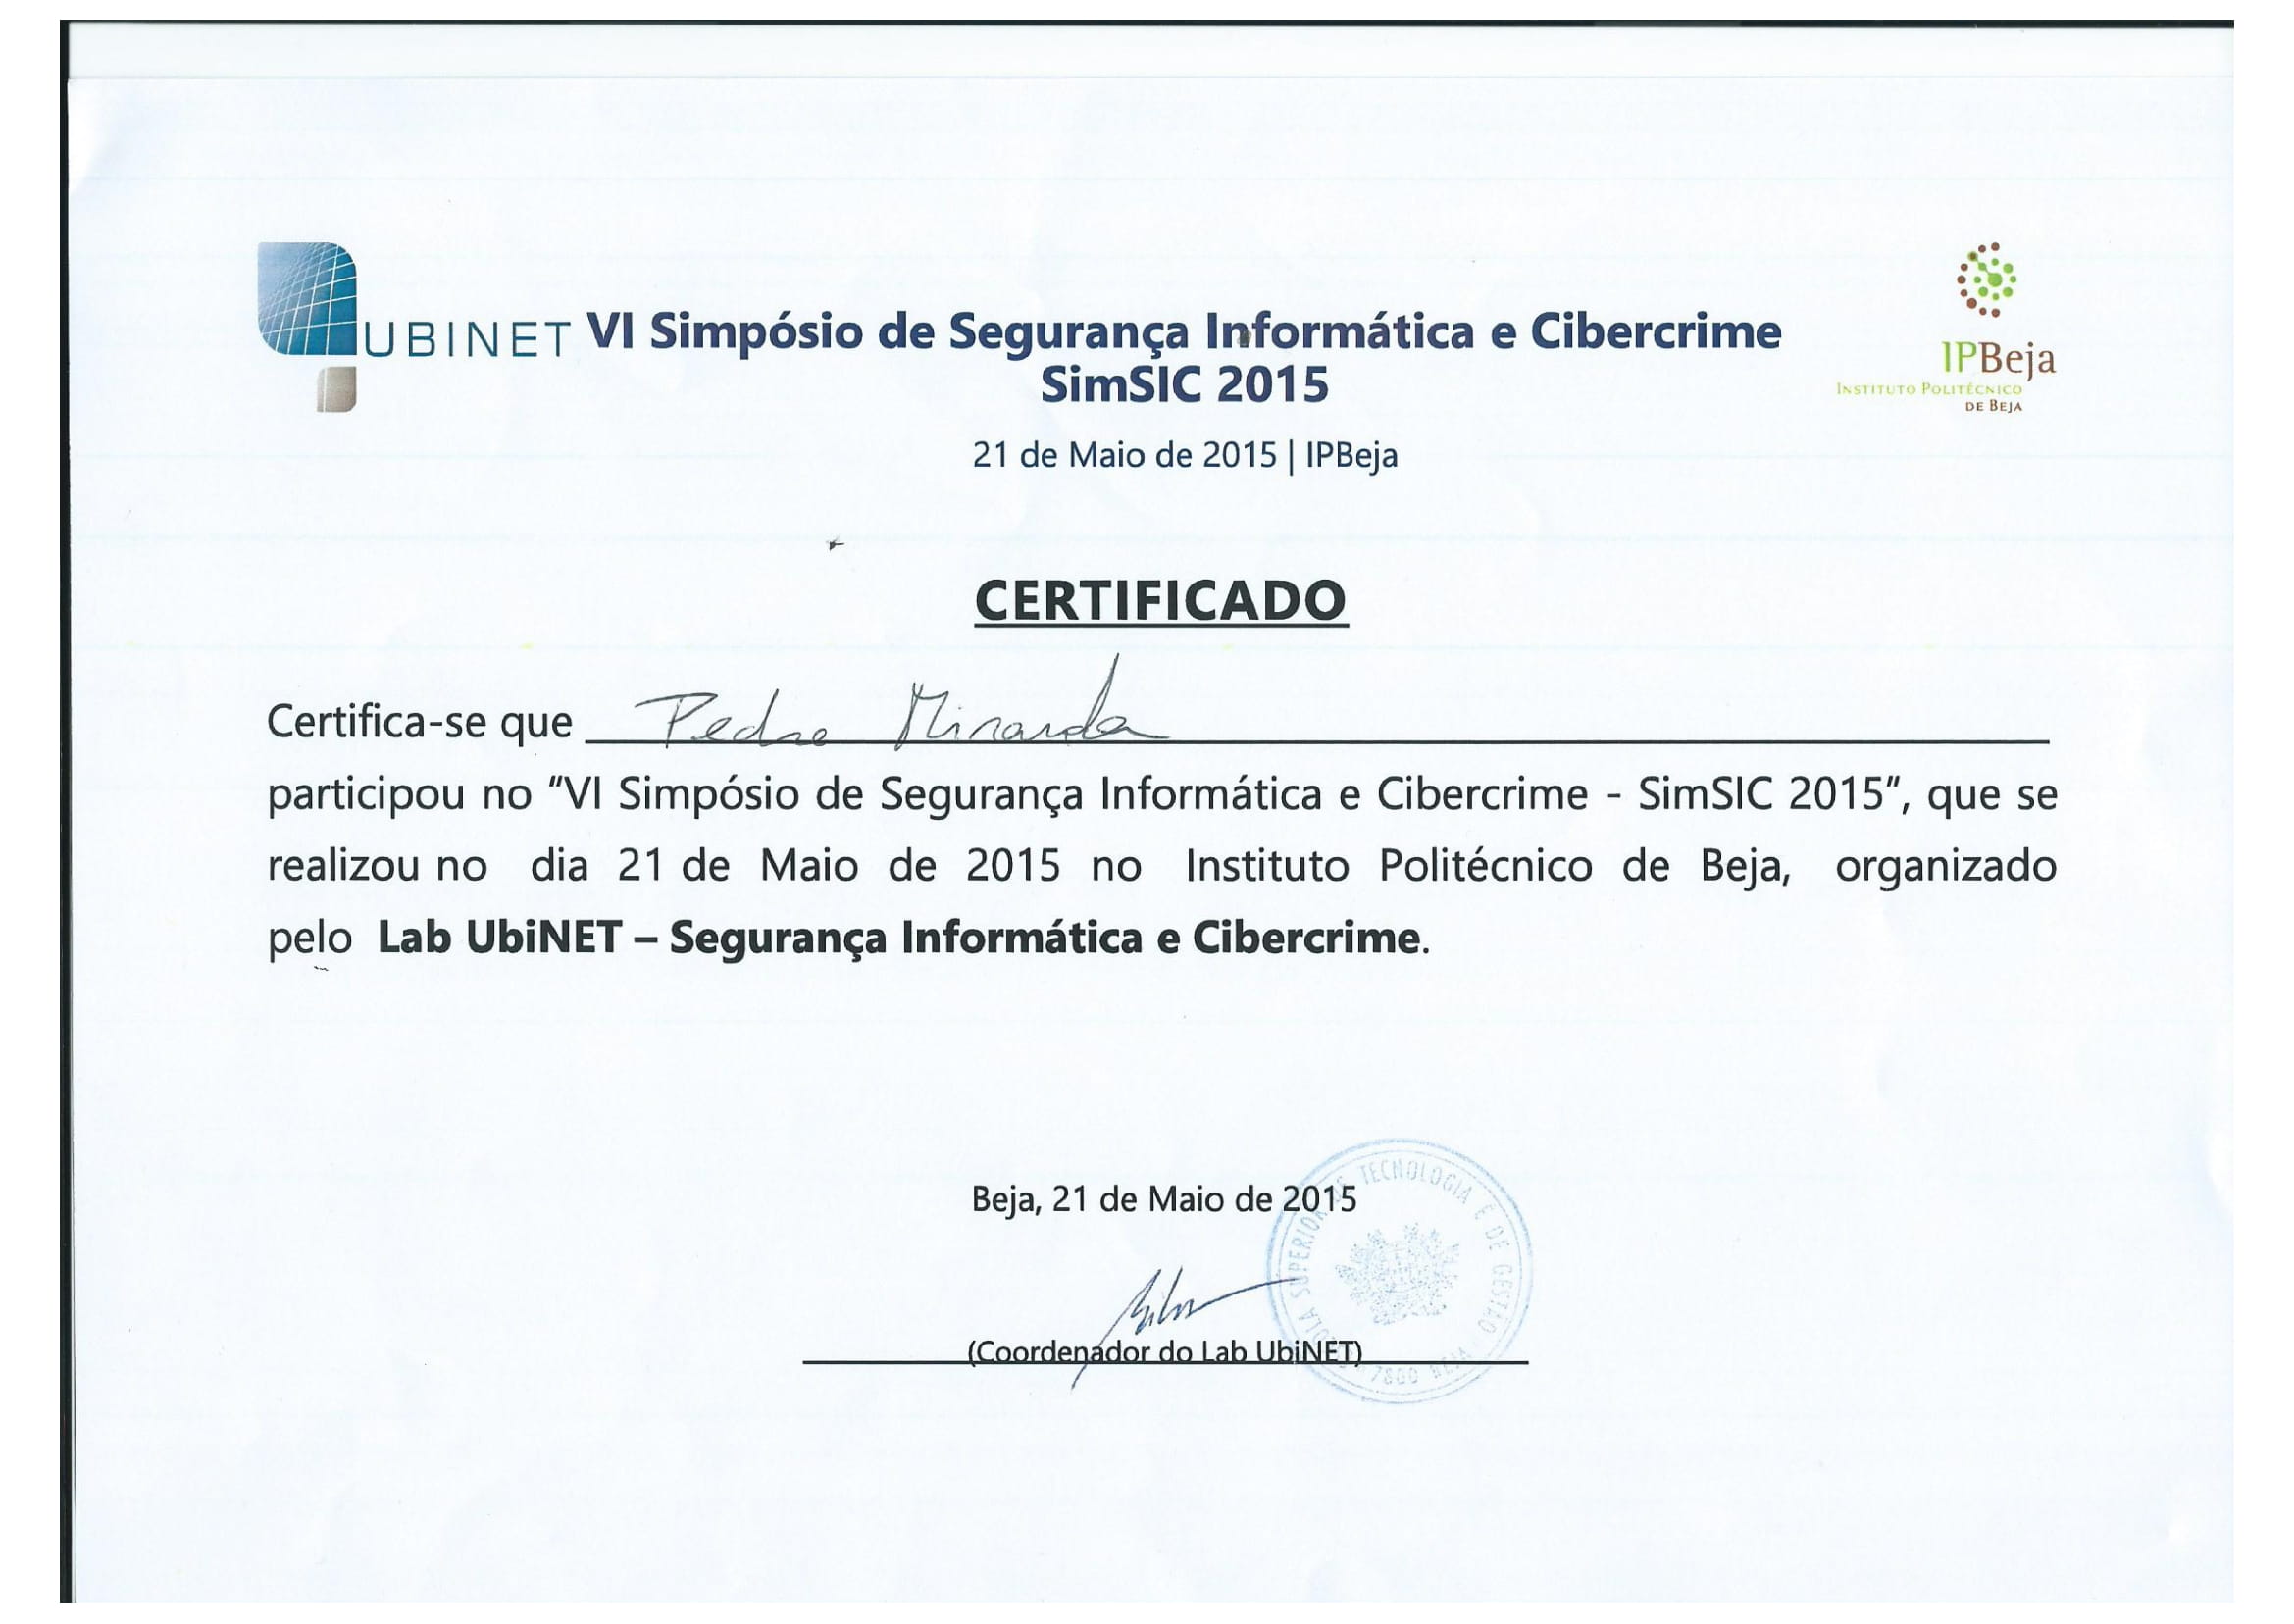 UBINET VI Simpósio de Segurança Informática e Cibercrime
SimSIC 2015
IPBeja
INSTITUTO POLITÉCNICO
DE BEJA
21 de Maio de 2015 | IPBeja
CERTIFICADO
Certifica-se que Pedro Miranda
participou no “VI Simpósio de Segurança Informática e Cibercrime - SimSIC 2015”, que se
realizou no dia 21 de Maio de 2015 no Instituto Politécnico de Beja, organizado
pelo Lab UbiNET – Segurança Informática e Cibercrime.
Beja, 21 de Maio de 2015
(Coordenador do Lab UbiNET)
SUPERIOR DE TECNOLOGIA E DE GESTÃO
7800 BEJA